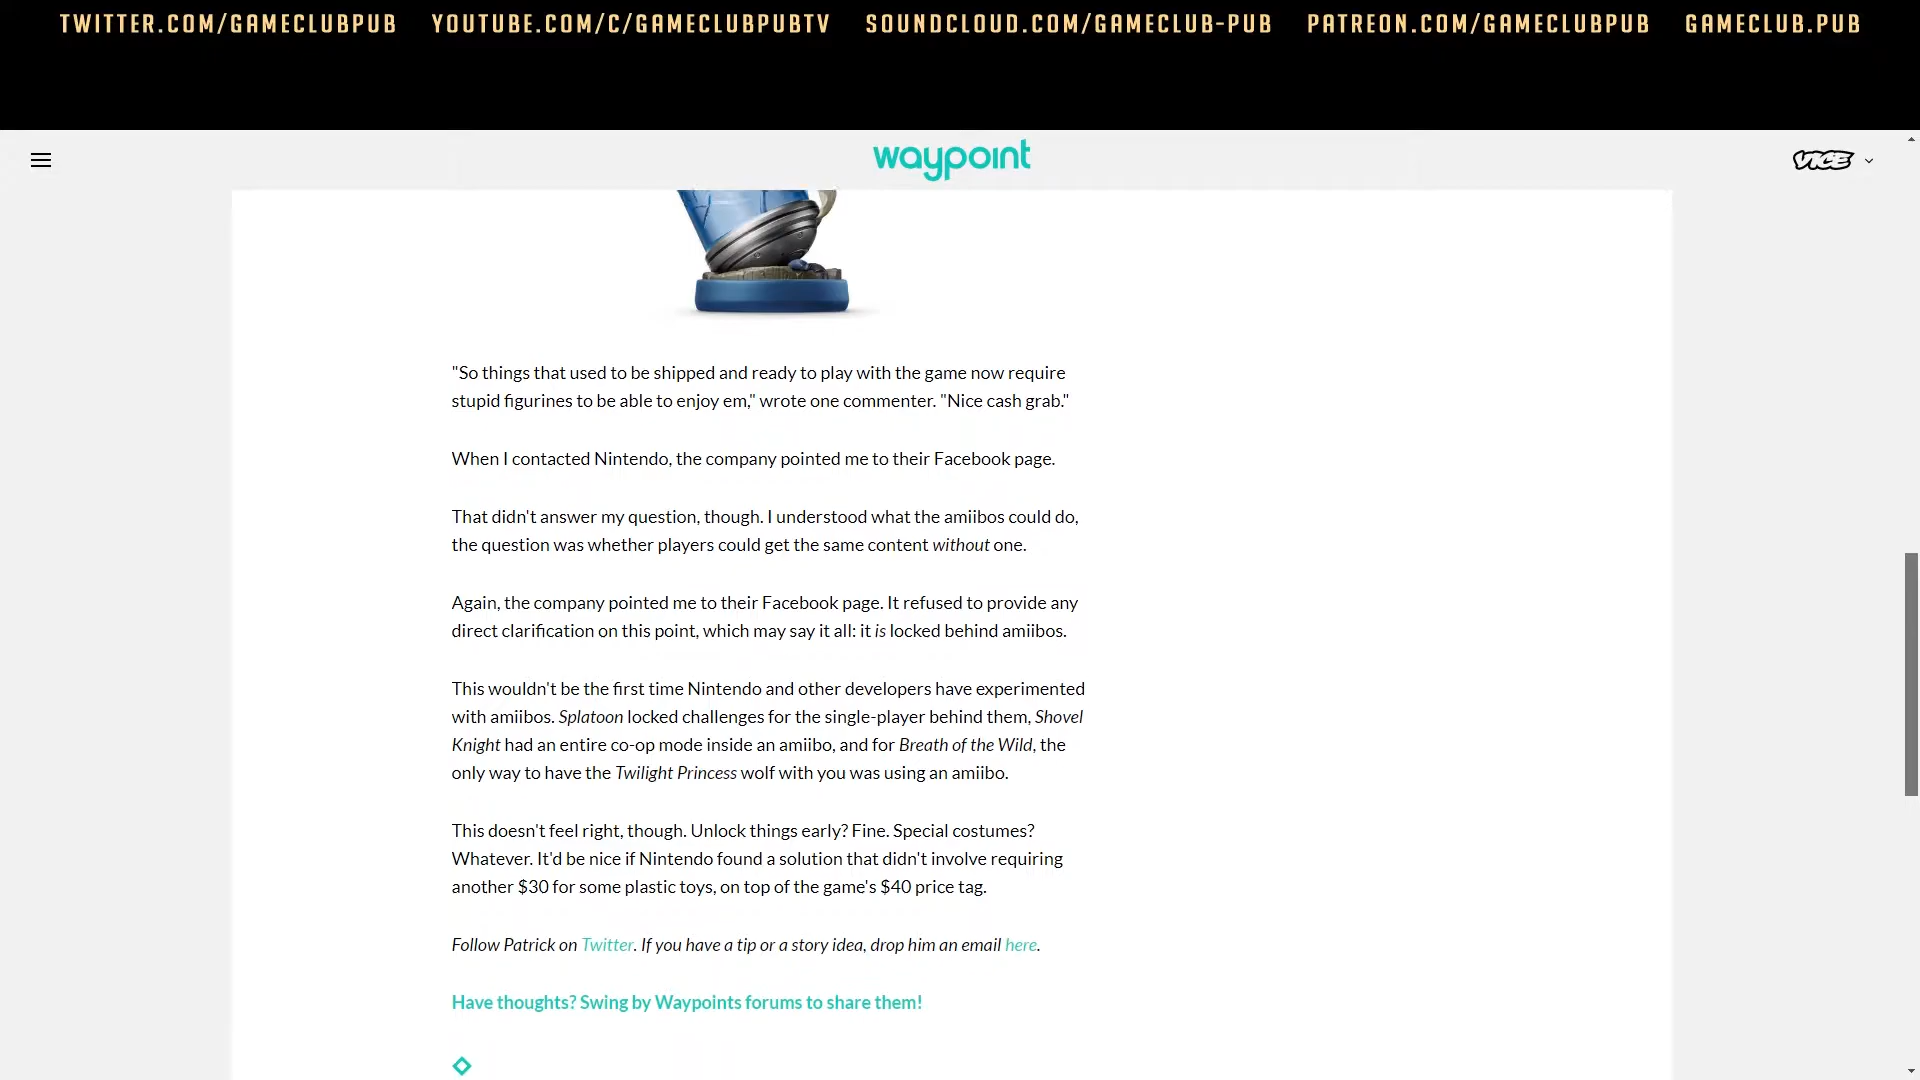 TWITTER.COM/GAMECLUBPUB YOUTUBE.COM/C/GAMECLUBPUBTV SOUNDCLOUD.COM/GAMECLUB-PUB PATREON.COM/GAMECLUBPUB GAMECLUB.PUB
waypoint
VICE
"So things that used to be shipped and ready to play with the game now require
stupid figurines to be able to enjoy em," wrote one commenter. "Nice cash grab."
When I contacted Nintendo, the company pointed me to their Facebook page.
That didn't answer my question, though. I understood what the amiibos could do,
the question was whether players could get the same content without one.
Again, the company pointed me to their Facebook page. It refused to provide any
direct clarification on this point, which may say it all: it is locked behind amiibos.
This wouldn't be the first time Nintendo and other developers have experimented
with amiibos. Splatoon locked challenges for the single-player behind them, Shovel
Knight had an entire co-op mode inside an amiibo, and for Breath of the Wild, the
only way to have the Twilight Princess wolf with you was using an amiibo.
This doesn't feel right, though. Unlock things early? Fine. Special costumes?
Whatever. It'd be nice if Nintendo found a solution that didn't involve requiring
another $30 for some plastic toys, on top of the game's $40 price tag.
Follow Patrick on Twitter. If you have a tip or a story idea, drop him an email here.
Have thoughts? Swing by Waypoints forums to share them!